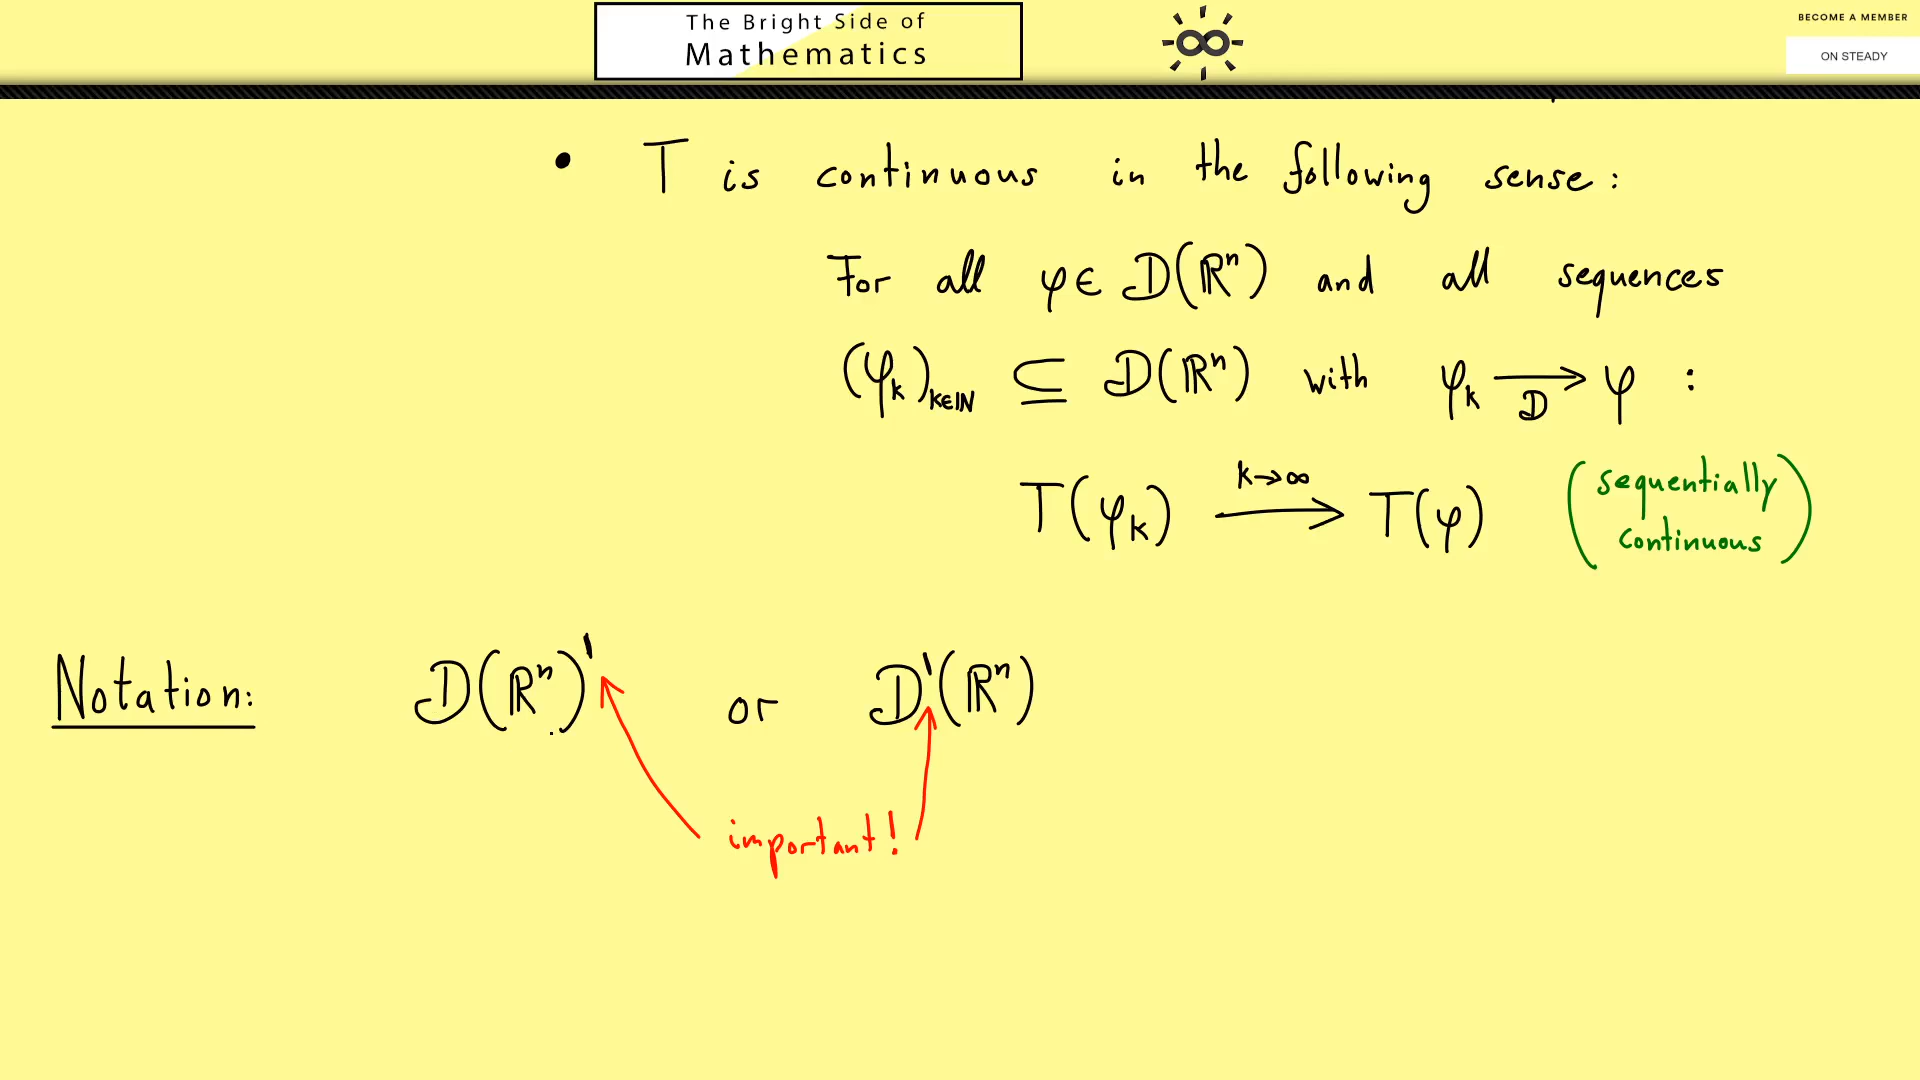 The Bright Side of
Mathematics
BECOME A MEMBER
ON STEADY
• T is continuous in the following sense:
For all φ ∈ D(ℝⁿ) and all sequences
(φₖ)ₖ∈ℕ ⊆ D(ℝⁿ) with φₖ →_D φ :
T(φₖ) —k→∞→ T(φ) (sequentially
continuous)
Notation: D(ℝⁿ)' or D'(ℝⁿ)
important!